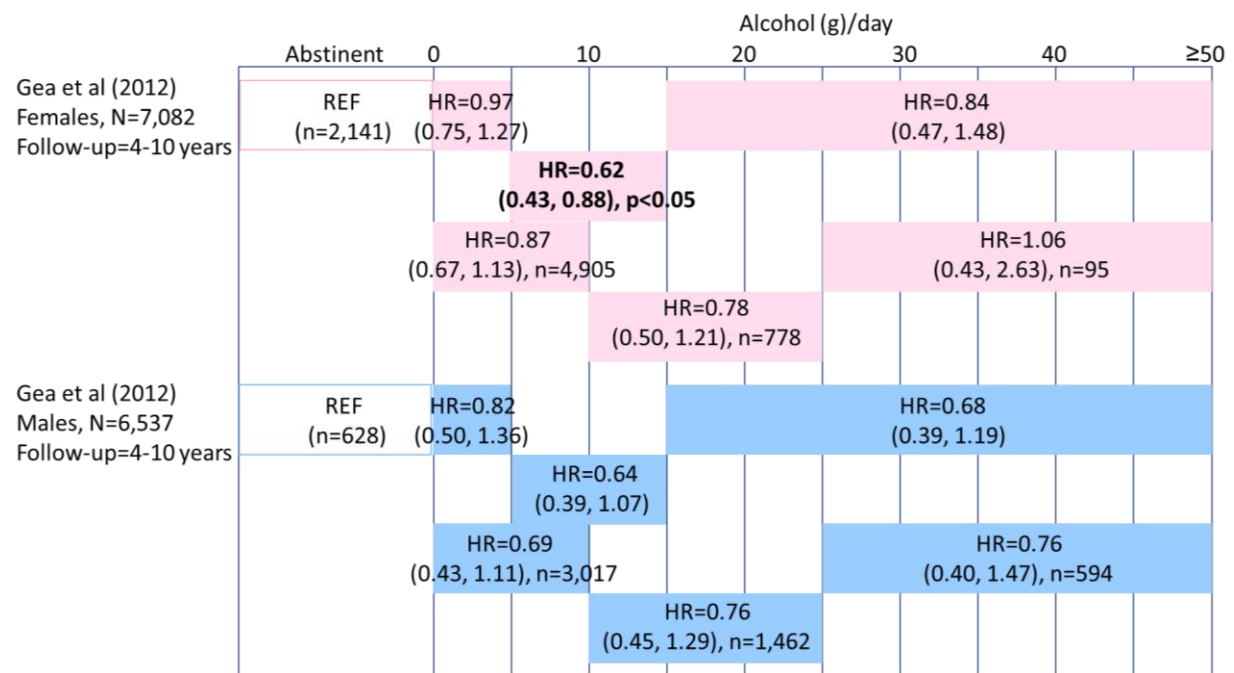 Alcohol (g)/day
Abstinent 0 10 20 30 40 ≥50
Gea et al (2012)
Females, N=7,082
Follow-up=4-10 years
REF
(n=2,141)
HR=0.97
(0.75, 1.27)
HR=0.84
(0.47, 1.48)
HR=0.62
(0.43, 0.88), p<0.05
HR=0.87
(0.67, 1.13), n=4,905
HR=1.06
(0.43, 2.63), n=95
HR=0.78
(0.50, 1.21), n=778
Gea et al (2012)
Males, N=6,537
Follow-up=4-10 years
REF
(n=628)
HR=0.82
(0.50, 1.36)
HR=0.68
(0.39, 1.19)
HR=0.64
(0.39, 1.07)
HR=0.69
(0.43, 1.11), n=3,017
HR=0.76
(0.40, 1.47), n=594
HR=0.76
(0.45, 1.29), n=1,462